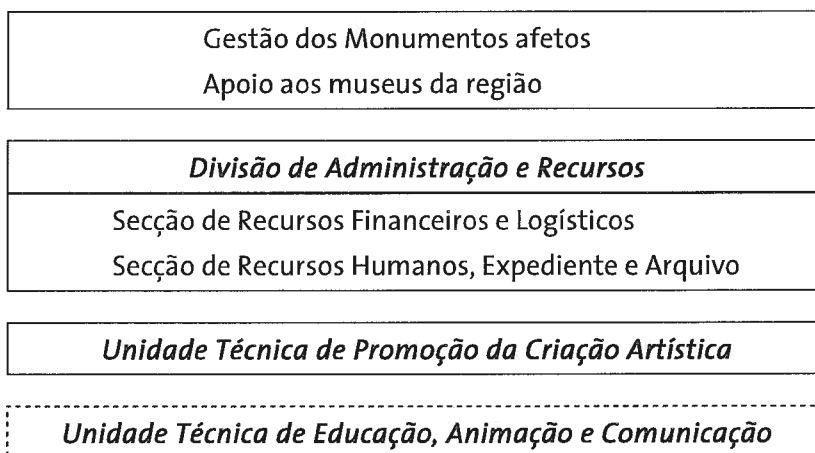 Gestão dos Monumentos afetos
Apoio aos museus da região
Divisão de Administração e Recursos
Secção de Recursos Financeiros e Logísticos
Secção de Recursos Humanos, Expediente e Arquivo
Unidade Técnica de Promoção da Criação Artística
Unidade Técnica de Educação, Animação e Comunicação